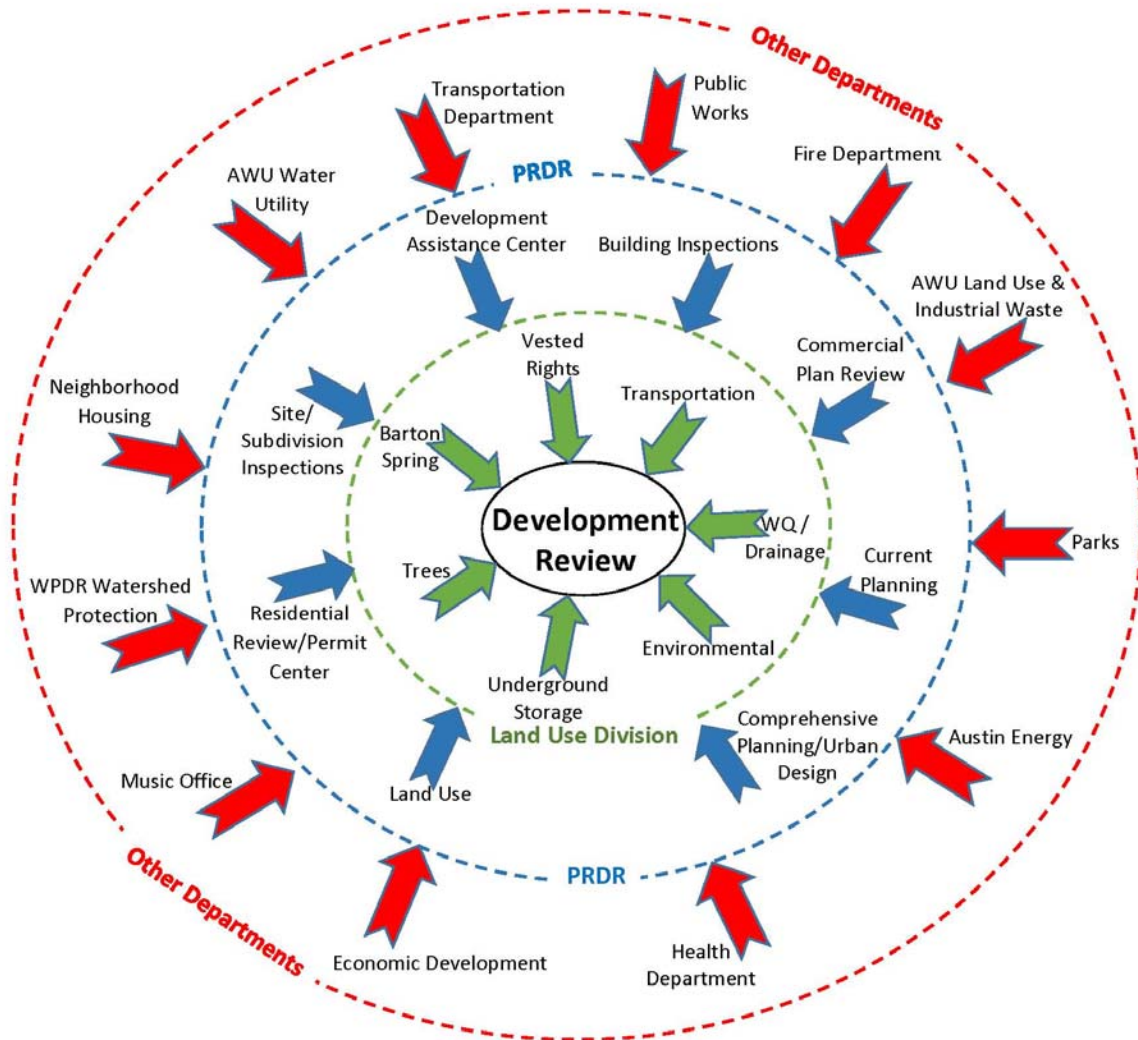 Other Departments
Transportation
Department
Public
Works
Fire Department
PRDR
AWU Water
Utility
Development
Assistance Center
Building Inspections
AWU Land Use &
Industrial Waste
Vested
Rights
Commercial
Plan Review
Neighborhood
Housing
Site/
Subdivision
Inspections
Barton
Spring
Transportation
Development
Review
WQ /
Drainage
Parks
Current
Planning
Trees
WPDR Watershed
Protection
Residential
Review/Permit
Center
Environmental
Underground
Storage
Land Use Division
Comprehensive
Planning/Urban
Design
Austin Energy
Music Office
Land Use
PRDR
Other Departments
Economic Development
Health
Department